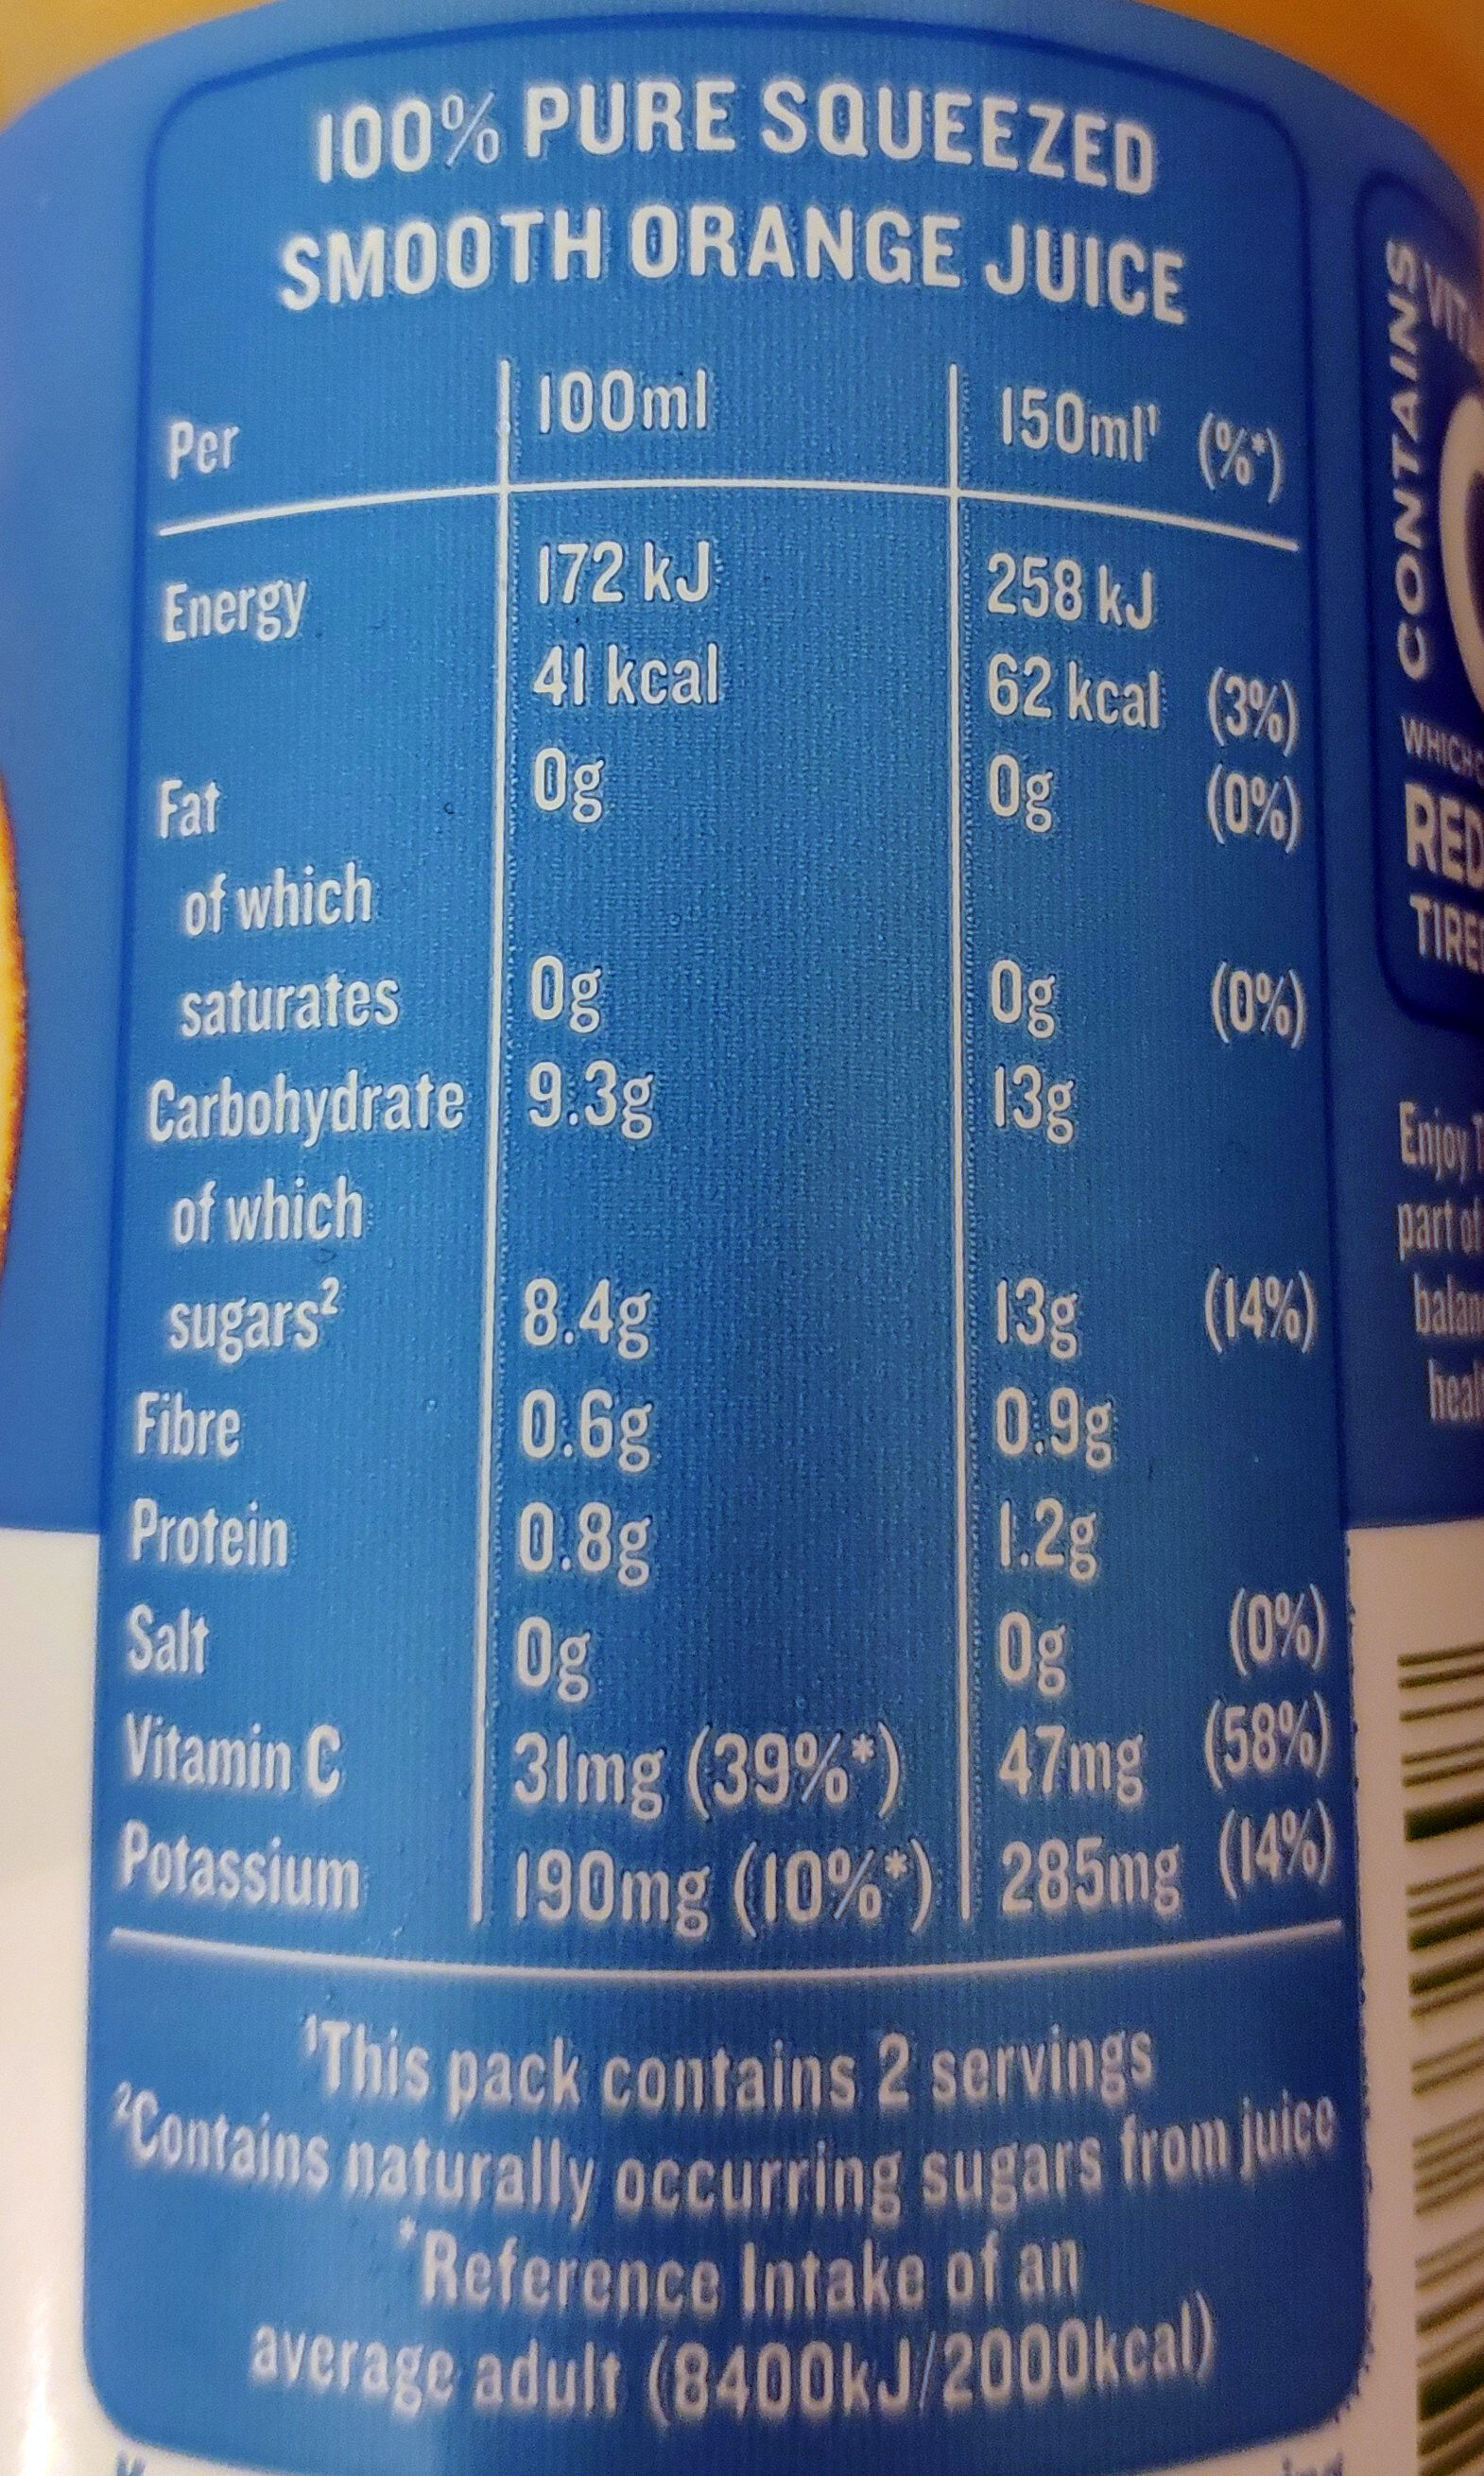 100% PURE SQUEEZED
SMOOTH ORANGE JUICE
Per 100ml 150ml¹ (%*)
Energy 172 kJ 258 kJ
41 kcal 62 kcal (3%)
Fat 0g 0g (0%)
of which
saturates 0g 0g (0%)
Carbohydrate 9.3g 13g
of which
sugars² 8.4g 13g (14%)
Fibre 0.6g 0.9g
Protein 0.8g 1.2g
Salt 0g 0g (0%)
Vitamin C 31mg (39%*) 47mg (58%)
Potassium 190mg (10%*) 285mg (14%)
¹This pack contains 2 servings
²Contains naturally occurring sugars from juice
*Reference Intake of an
average adult (8400kJ/2000kcal)
CONTAINS
Enjoy
part of